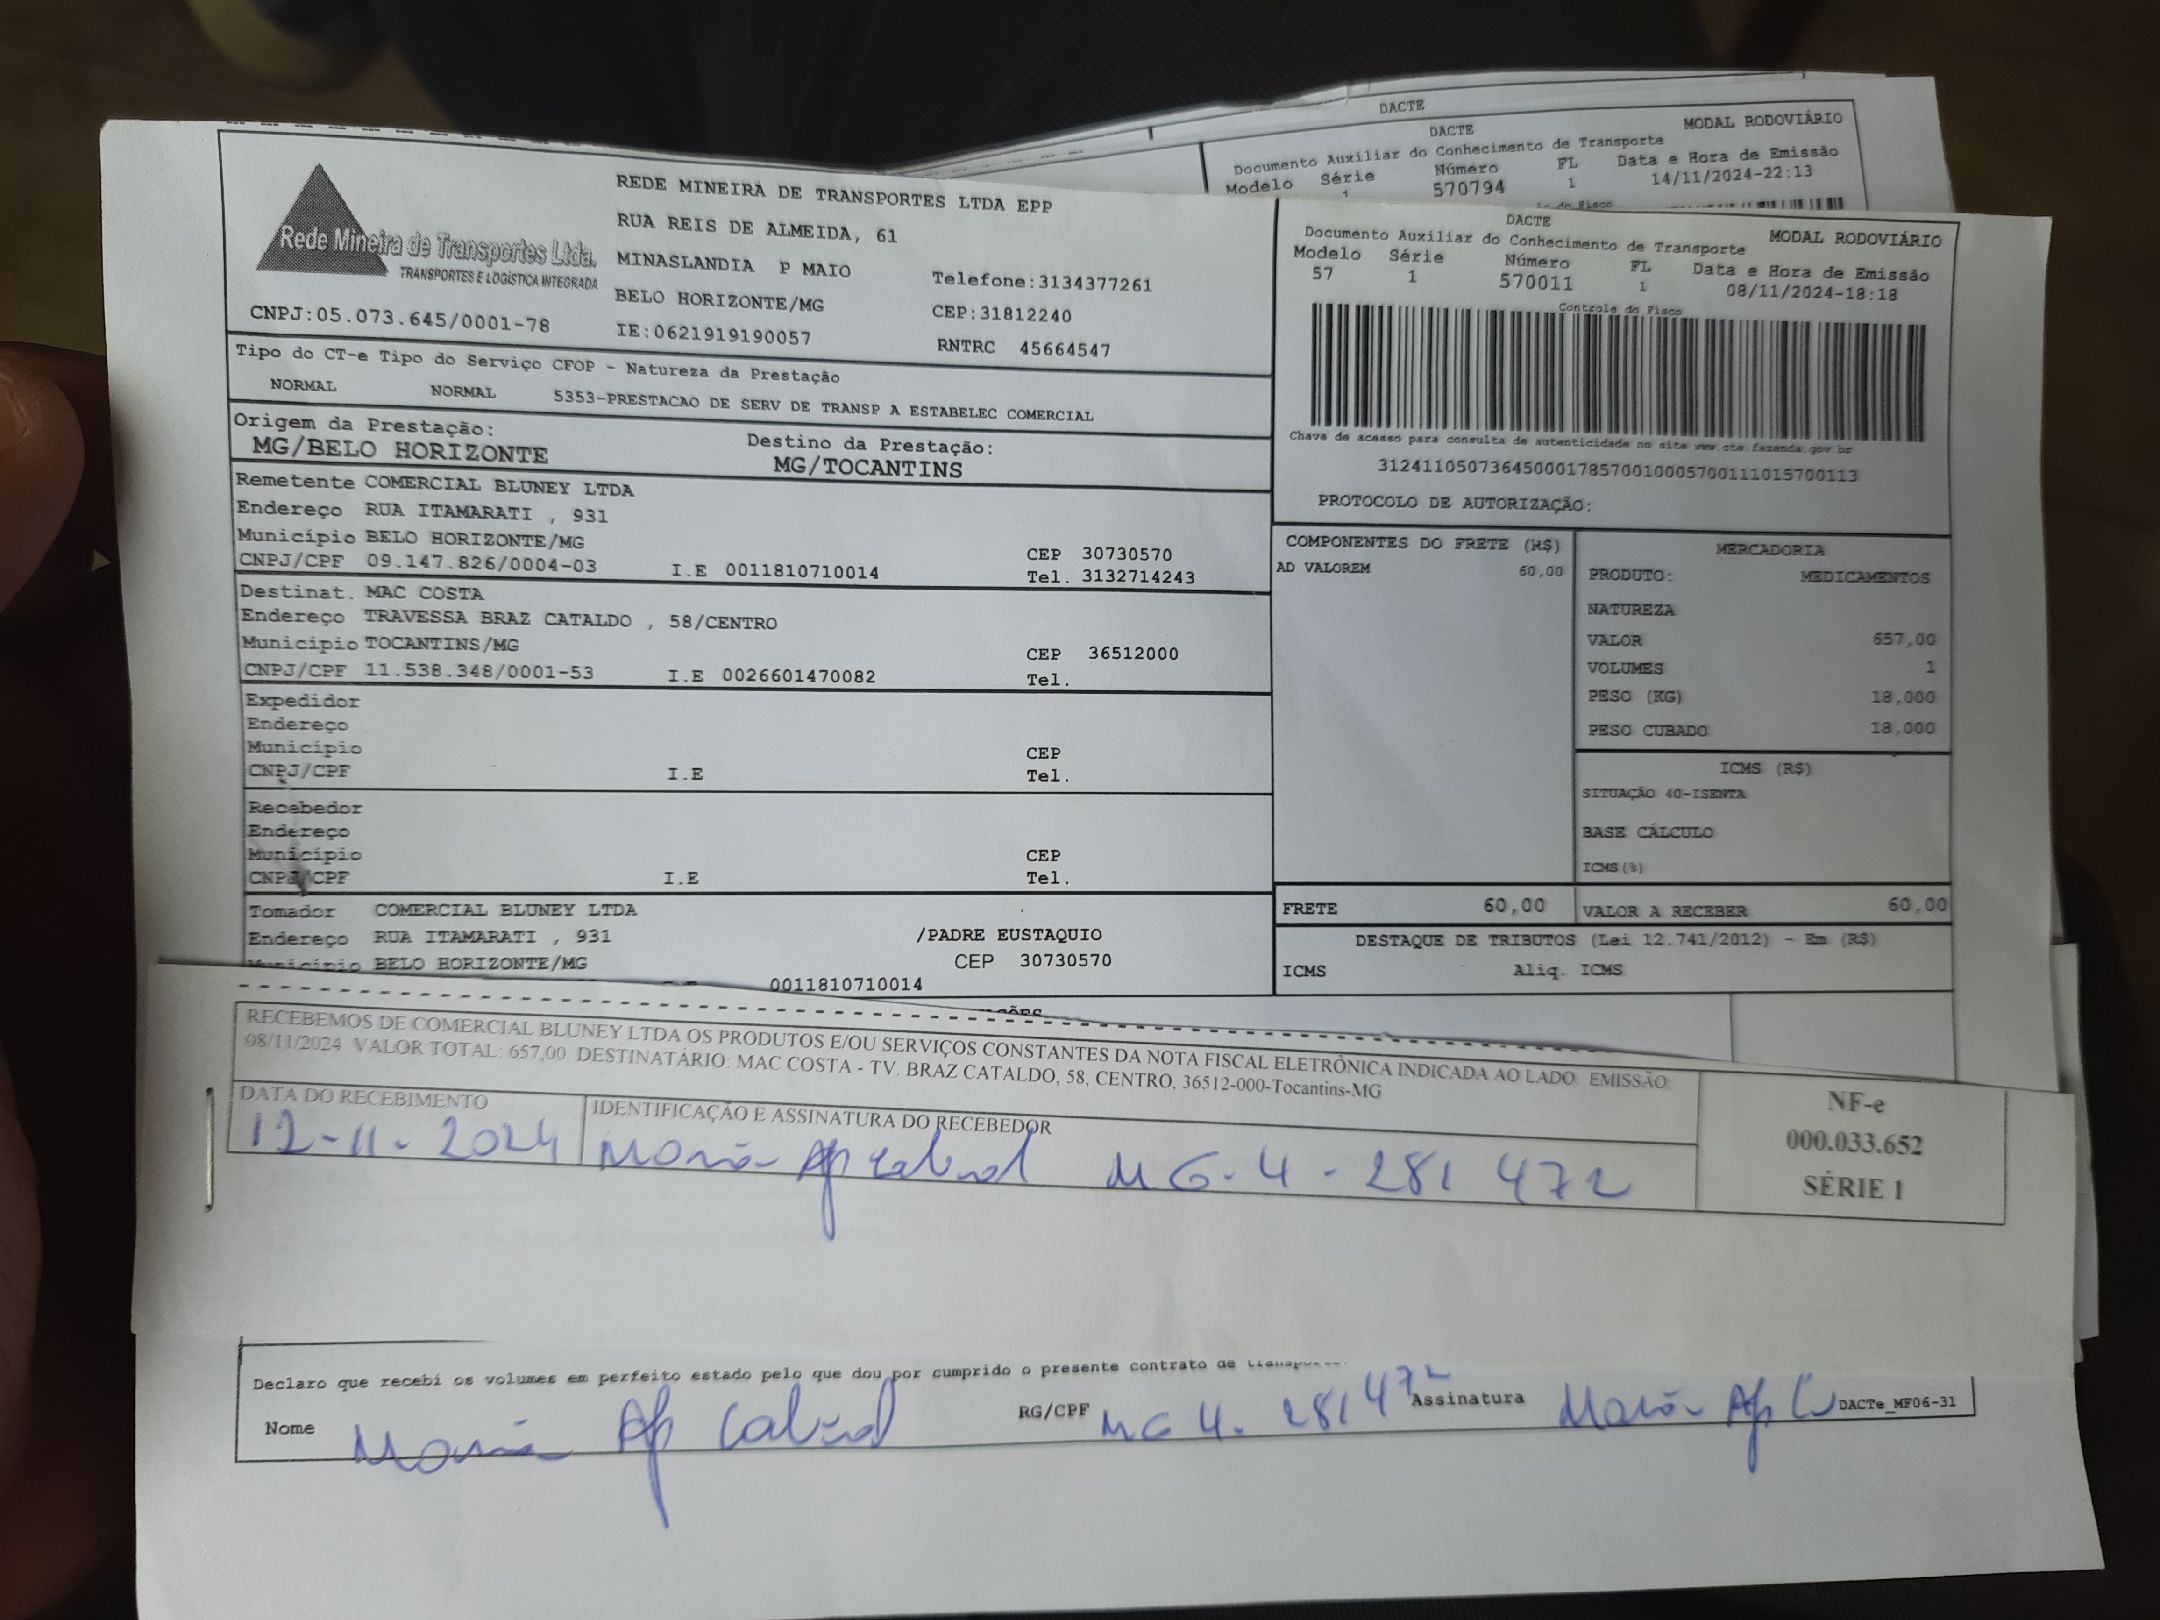 DACTE
DACTE
MODAL RODOVIÁRIO
Documento Auxiliar do Conhecimento de Transporte
Modelo Série Número FL Data e Hora de Emissão
1 570794 1 14/11/2024-22:13
Rede Mineira de Transportes Ltda.
TRANSPORTES E LOGÍSTICA INTEGRADA
CNPJ:05.073.645/0001-78
REDE MINEIRA DE TRANSPORTES LTDA EPP
RUA REIS DE ALMEIDA, 61
MINASLANDIA P MAIO
Telefone:3134377261
BELO HORIZONTE/MG
CEP:31812240
IE:0621919190057
RNTRC 45664547
DACTE
Documento Auxiliar do Conhecimento de Transporte
MODAL RODOVIÁRIO
Modelo Série Número FL Data e Hora de Emissão
57 1 570011 1 08/11/2024-18:18
Controle do Fisco
Chave de acesso para consulta de autenticidade no site www.cte.fazenda.gov.br
31241105073645000178570010005700111015700113
PROTOCOLO DE AUTORIZAÇÃO:
Tipo do CT-e Tipo do Serviço CFOP - Natureza da Prestação
NORMAL NORMAL 5353-PRESTACAO DE SERV DE TRANSP A ESTABELEC COMERCIAL
Origem da Prestação: Destino da Prestação:
MG/BELO HORIZONTE MG/TOCANTINS
Remetente COMERCIAL BLUNEY LTDA
Endereço RUA ITAMARATI , 931
Município BELO HORIZONTE/MG CEP 30730570
CNPJ/CPF 09.147.826/0004-03 I.E 0011810710014 Tel. 3132714243
Destinat. MAC COSTA
Endereço TRAVESSA BRAZ CATALDO , 58/CENTRO
Município TOCANTINS/MG CEP 36512000
CNPJ/CPF 11.538.348/0001-53 I.E 0026601470082 Tel.
Expedidor
Endereço
Município CEP
CNPJ/CPF I.E Tel.
Recebedor
Endereço
Município CEP
CNPJ/CPF I.E Tel.
Tomador COMERCIAL BLUNEY LTDA
Endereço RUA ITAMARATI , 931 /PADRE EUSTAQUIO
Município BELO HORIZONTE/MG CEP 30730570
0011810710014
COMPONENTES DO FRETE (R$)
AD VALOREM 60,00
MERCADORIA
PRODUTO: MEDICAMENTOS
NATUREZA
VALOR 657,00
VOLUMES 1
PESO (KG) 18,000
PESO CUBADO 18,000
ICMS (R$)
SITUAÇÃO 40-ISENTA
BASE CÁLCULO
ICMS(%)
FRETE 60,00 VALOR A RECEBER 60,00
DESTAQUE DE TRIBUTOS (Lei 12.741/2012) - Em (R$)
ICMS Aliq. ICMS
RECEBEMOS DE COMERCIAL BLUNEY LTDA OS PRODUTOS E/OU SERVIÇOS CONSTANTES DA NOTA FISCAL ELETRÔNICA INDICADA AO LADO EMISSÃO:
08/11/2024 VALOR TOTAL: 657,00 DESTINATÁRIO: MAC COSTA - TV. BRAZ CATALDO, 58, CENTRO, 36512-000-Tocantins-MG
DATA DO RECEBIMENTO IDENTIFICAÇÃO E ASSINATURA DO RECEBEDOR
12-11-2024 Maria Ap Cabral MG-4-281 472
NF-e
000.033.652
SÉRIE 1
Declaro que recebi os volumes em perfeito estado pelo que dou por cumprido o presente contrato de transporte.
Nome Maria Ap Cabral RG/CPF MG 4.281472 Assinatura Maria Ap C DACTe_MF06-31